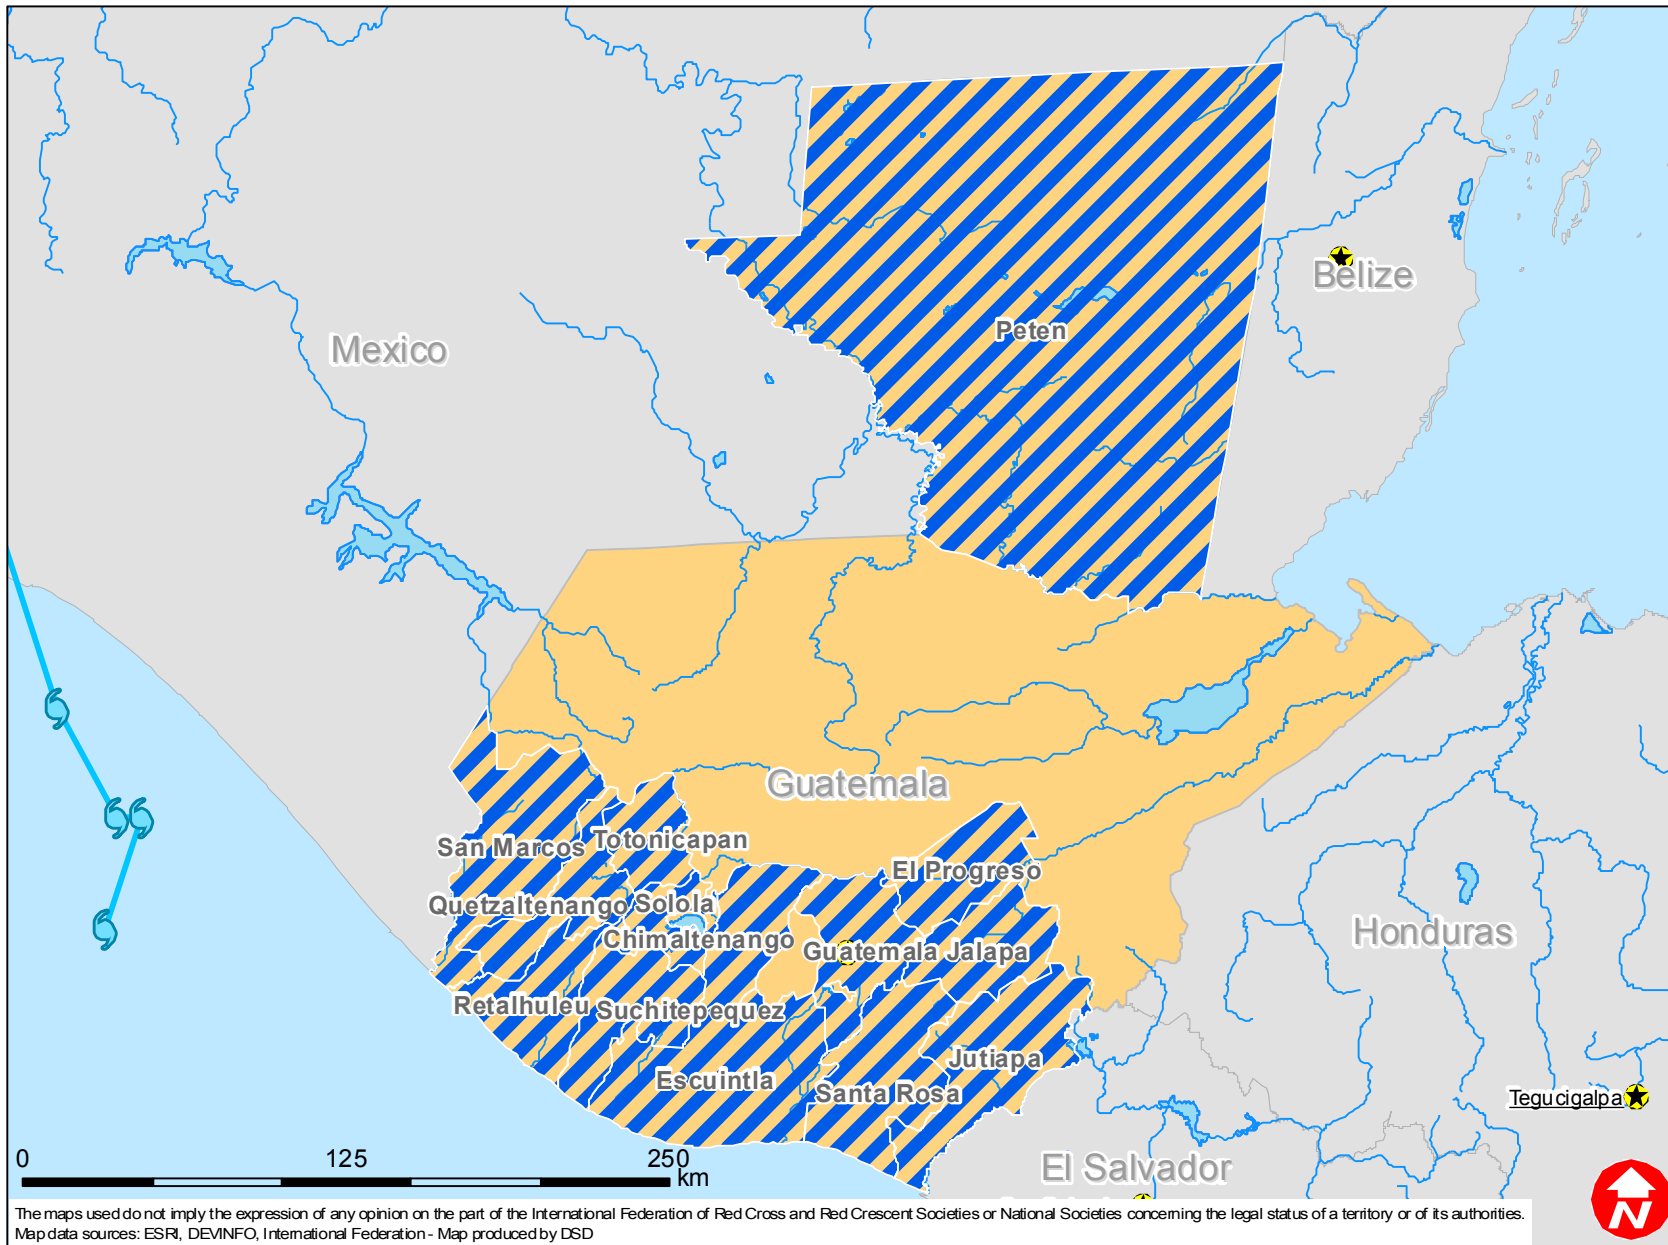 Belize
Mexico
Peten
Guatemala
San Marcos
Totonicapan
El Progreso
Quetzaltenango
Solola
Chimaltenango
Guatemala
Jalapa
Honduras
Retalhuleu
Suchitepequez
Jutiapa
Escuintla
Santa Rosa
Tegucigalpa
El Salvador
0 125 250
km
N
The maps used do not imply the expression of any opinion on the part of the International Federation of Red Cross and Red Crescent Societies or National Societies concerning the legal status of a territory or of its authorities.
Map data sources: ESRI, DEVINFO, International Federation - Map produced by DSD